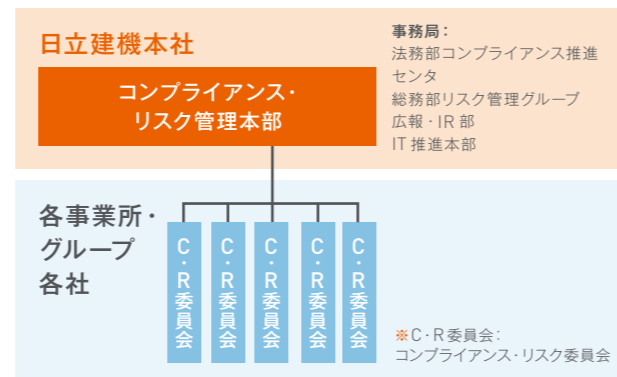 日立建機本社
コンプライアンス・
リスク管理本部
事務局：
法務部コンプライアンス推進
センタ
総務部リスク管理グループ
広報・IR 部
IT 推進本部
各事業所・
グループ
各社
C・R委員会
C・R委員会
C・R委員会
C・R委員会
C・R委員会
※C・R委員会：
コンプライアンス・リスク委員会